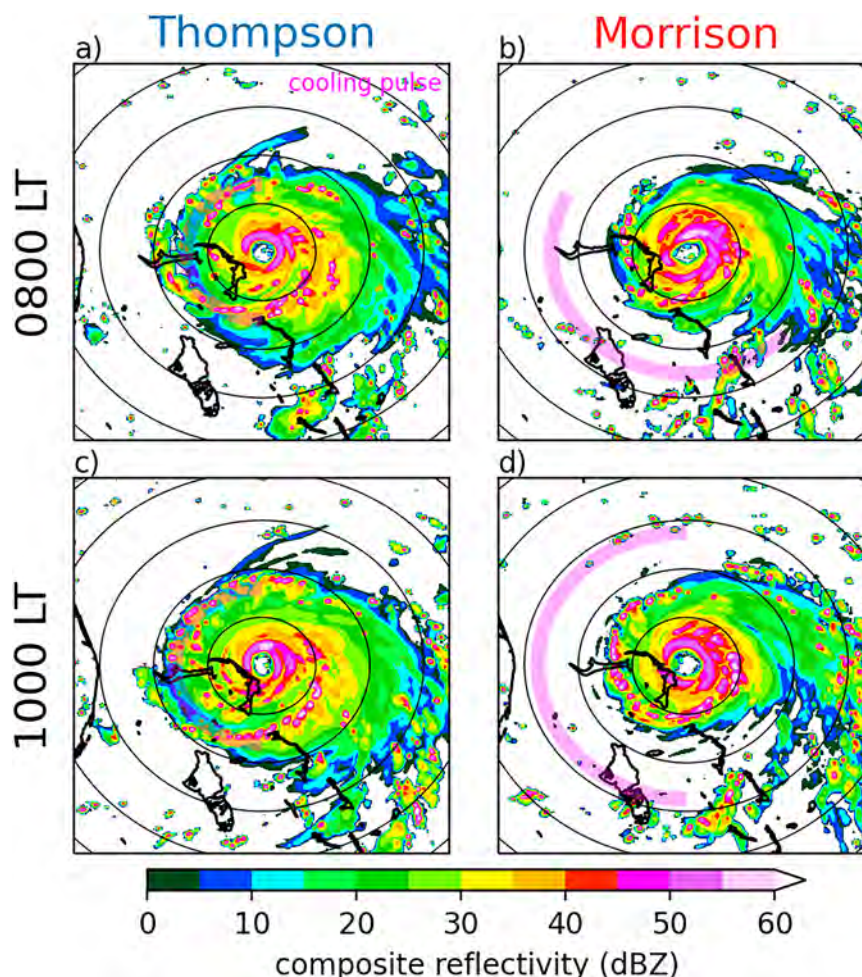 Thompson
Morrison
a)
b)
cooling pulse
0800 LT
c)
d)
1000 LT
0 10 20 30 40 50 60
composite reflectivity (dBZ)